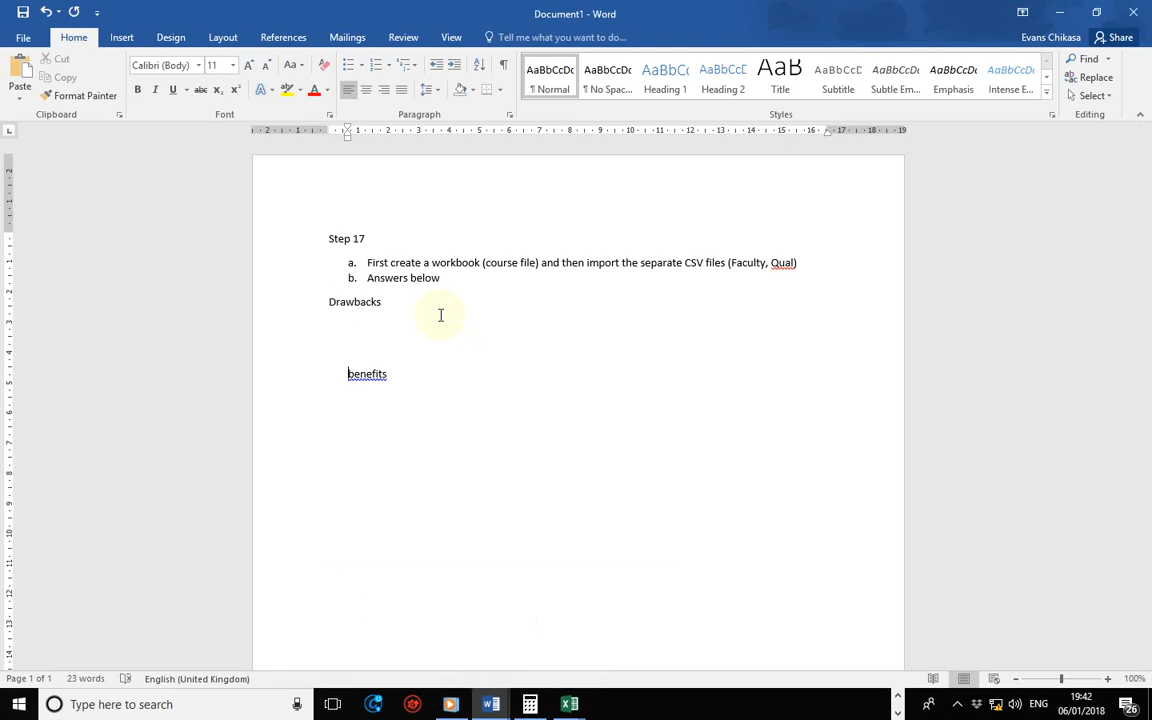 Document1 - Word
File
Home
Insert
Design
Layout
References
Mailings
Review
View
Tell me what you want to do...
Evans Chikasa
Share
Paste
Cut
Copy
Format Painter
Clipboard
Calibri (Body)
11
Font
Paragraph
AaBbCcDc
¶ Normal
AaBbCcDc
¶ No Spac...
AaBbCc
Heading 1
AaBbCcE
Heading 2
AaB
Title
AaBbCcD
Subtitle
AaBbCcDc
Subtle Em...
AaBbCcDc
Emphasis
AaBbCcDc
Intense E...
Styles
Find
Replace
Select
Editing
Step 17
a. First create a workbook (course file) and then import the separate CSV files (Faculty, Qual)
b. Answers below
Drawbacks
benefits
Page 1 of 1
23 words
English (United Kingdom)
100%
Type here to search
ENG
19:42
06/01/2018
26